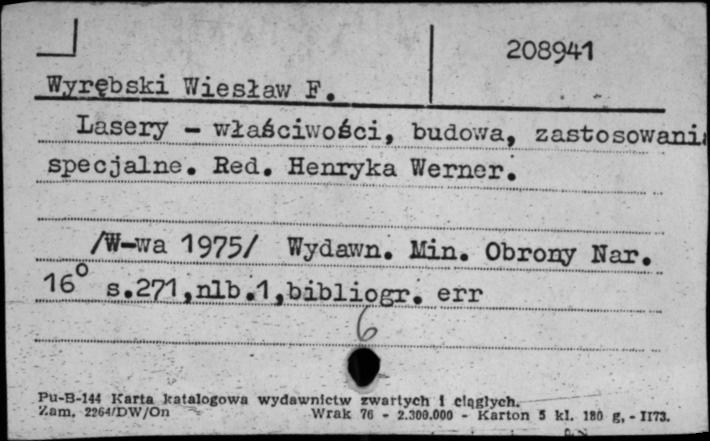 208941
Wyrębski Wiesław F.
Lasery - właściwości, budowa, zastosowania
specjalne. Red. Henryka Werner.
/W-wa 1975/ Wydawn. Min. Obrony Nar.
16° s.271,nlb.1,bibliogr. err
6
Pu-B-144 Karta katalogowa wydawnictw zwartych i ciągłych.
Zam. 2264/DW/On Wrak 76 - 2.300.000 - Karton 5 kl. 180 g, - II73.